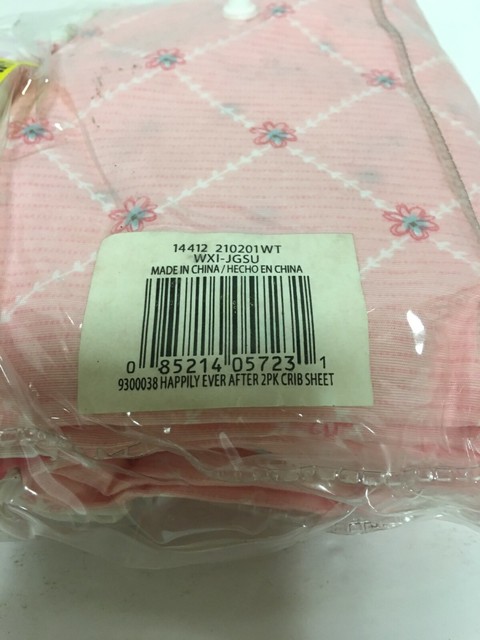 14412 210201WT
WXI-JGSU
MADE IN CHINA / HECHO EN CHINA
0 85214 05723 1
9300038 HAPPILY EVER AFTER 2PK CRIB SHEET